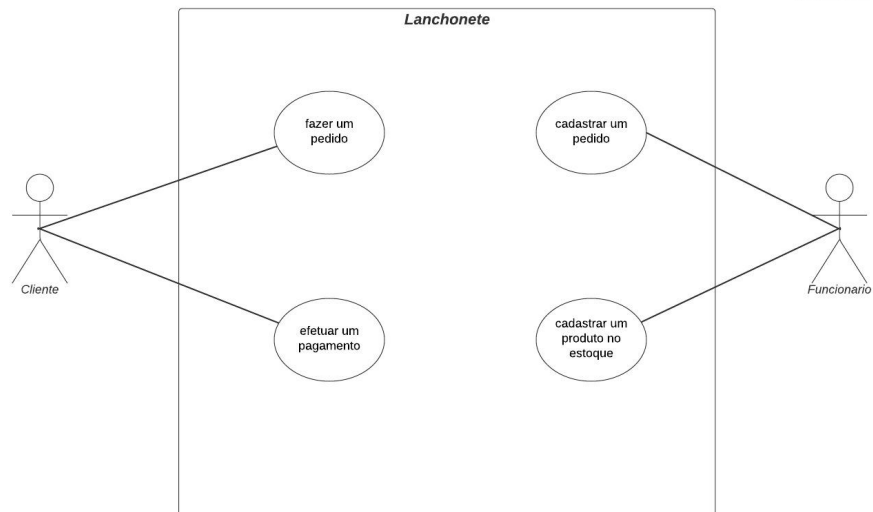 Lanchonete
fazer um
pedido
cadastrar um
pedido
Cliente
Funcionario
efetuar um
pagamento
cadastrar um
produto no
estoque